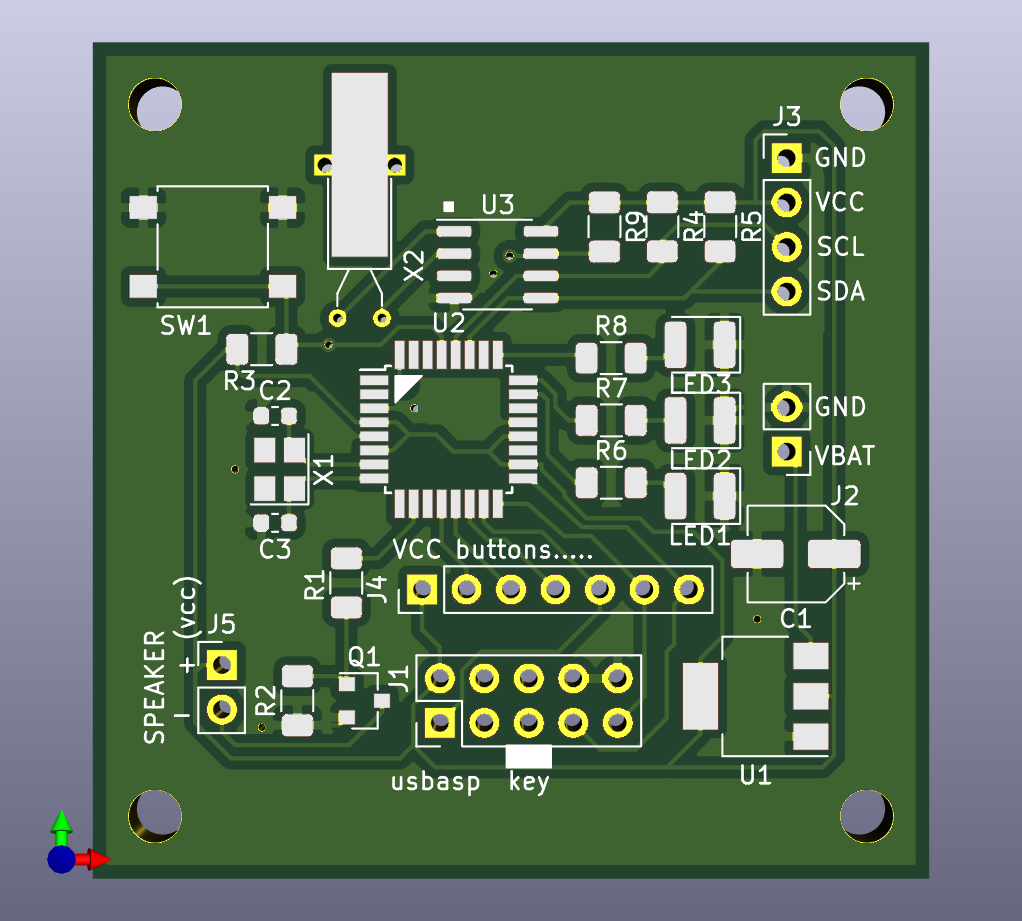 J3
GND
VCC
SCL
SDA
U3
R9
R4
R5
X2
SW1
U2
R8
R3
LED3
C2
R7
GND
LED2
VBAT
X1
R6
J2
C3
LED1
VCC buttons.....
+
R1
J4
C1
(vcc)
J5
SPEAKER
+
-
Q1
R2
J1
U1
usbasp
key